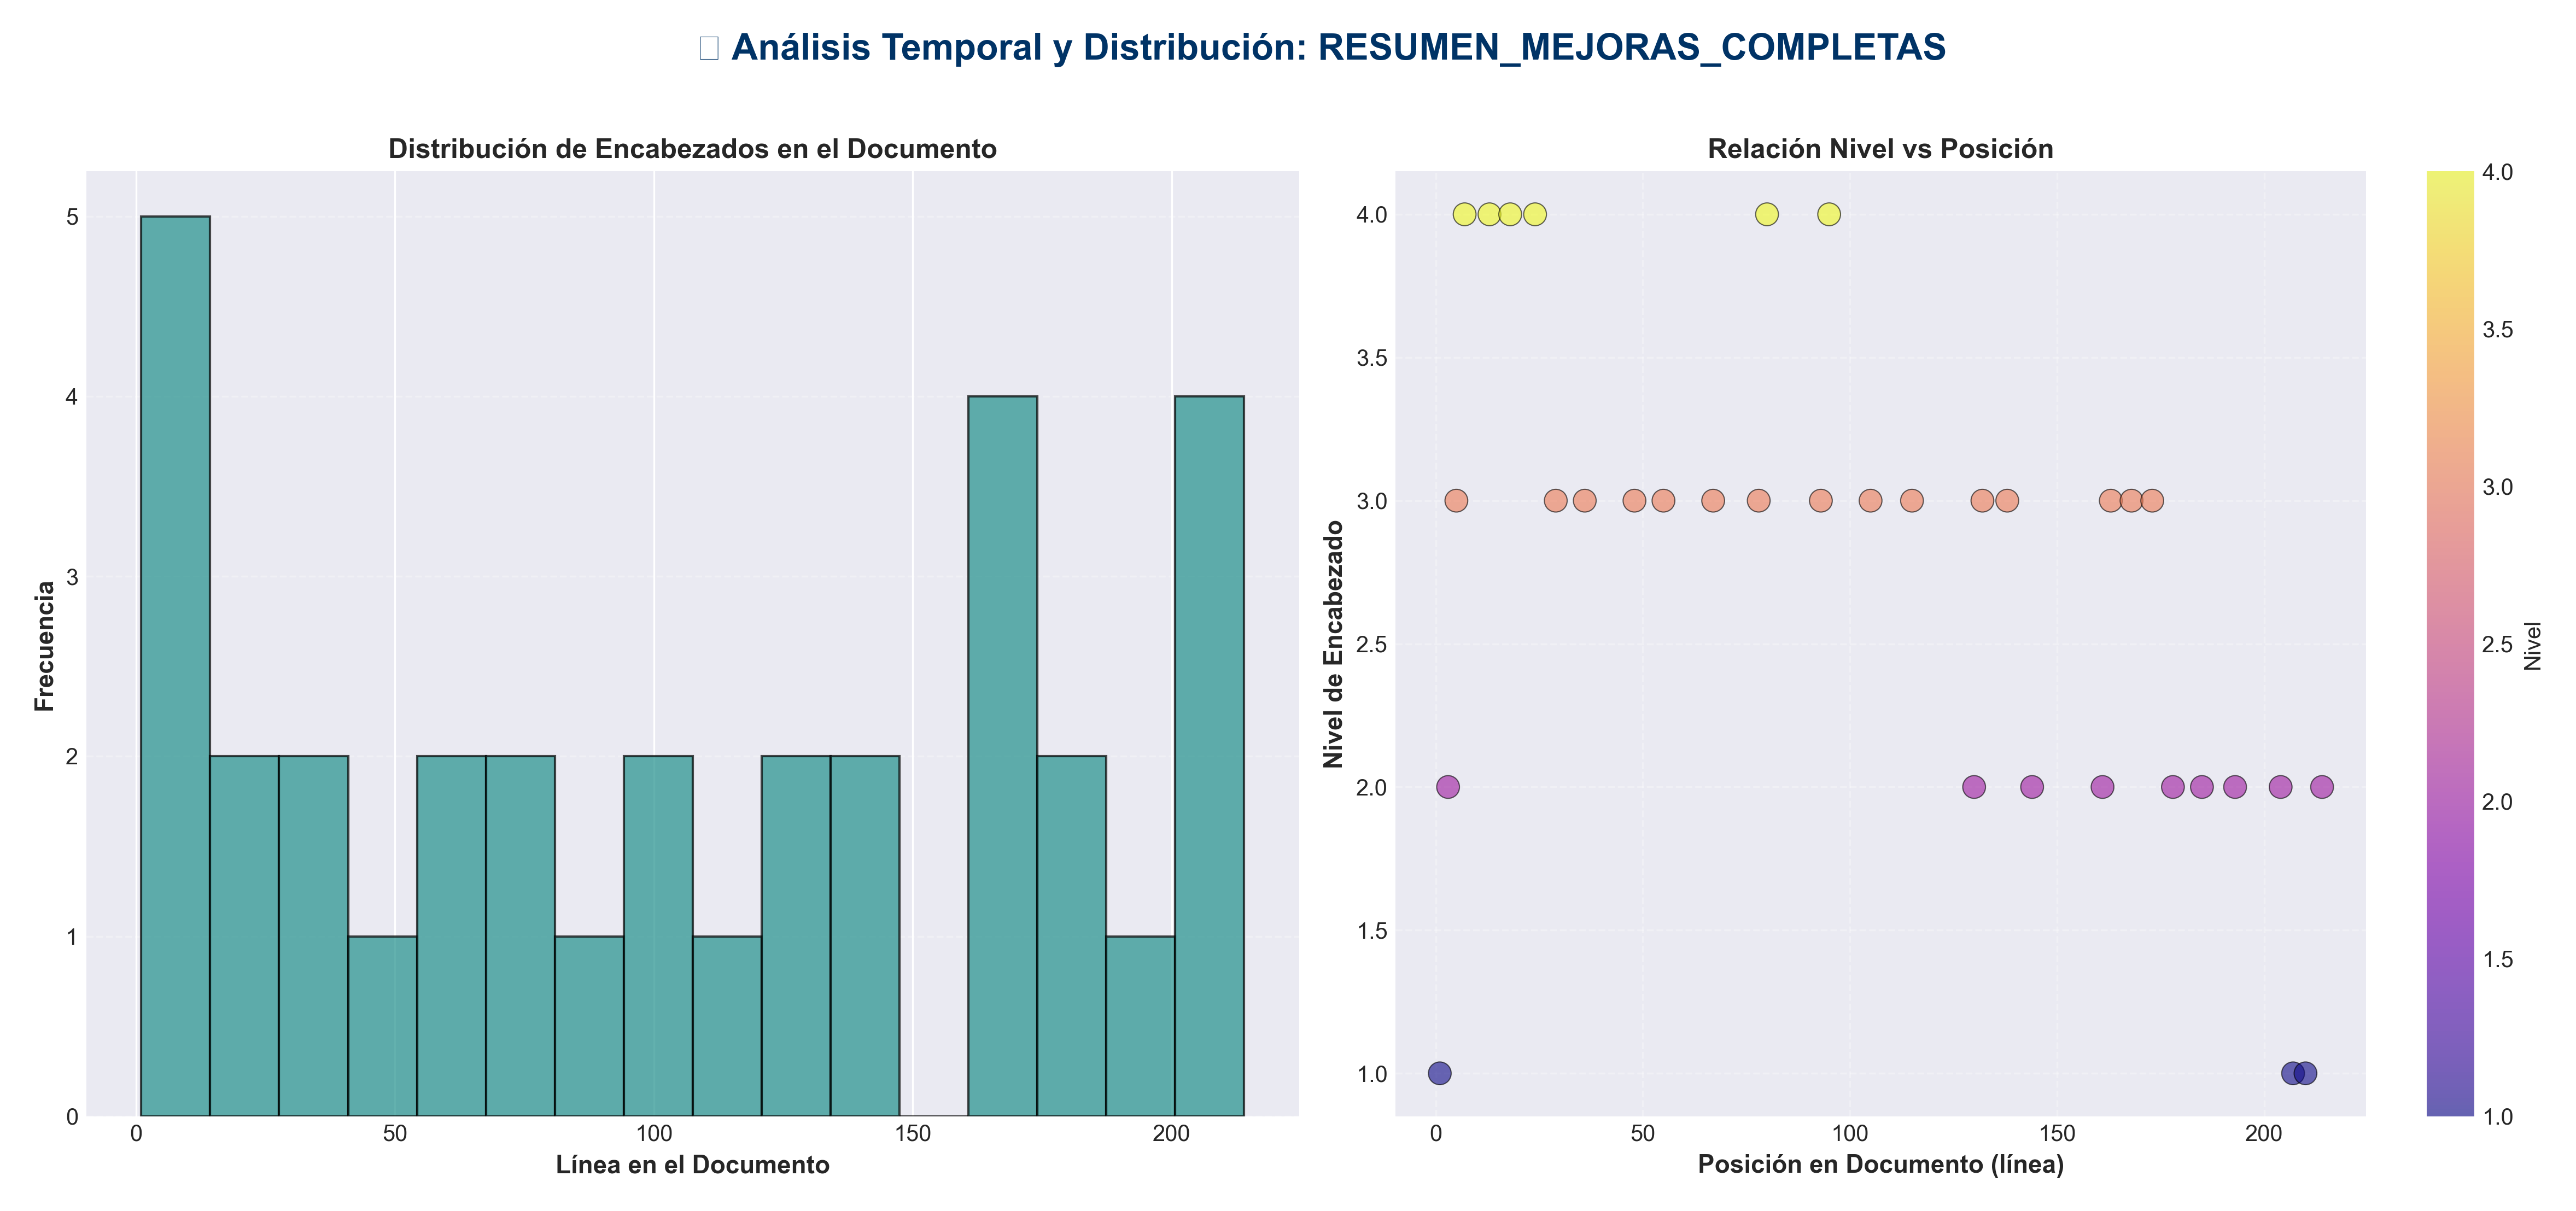 Análisis Temporal y Distribución: RESUMEN_MEJORAS_COMPLETAS
Distribución de Encabezados en el Documento
Frecuencia
5
4
3
2
1
0
0 50 100 150 200
Línea en el Documento
Relación Nivel vs Posición
Nivel de Encabezado
4.0
3.5
3.0
2.5
2.0
1.5
1.0
0 50 100 150 200
Posición en Documento (línea)
4.0
3.5
3.0
2.5
2.0
1.5
1.0
Nivel